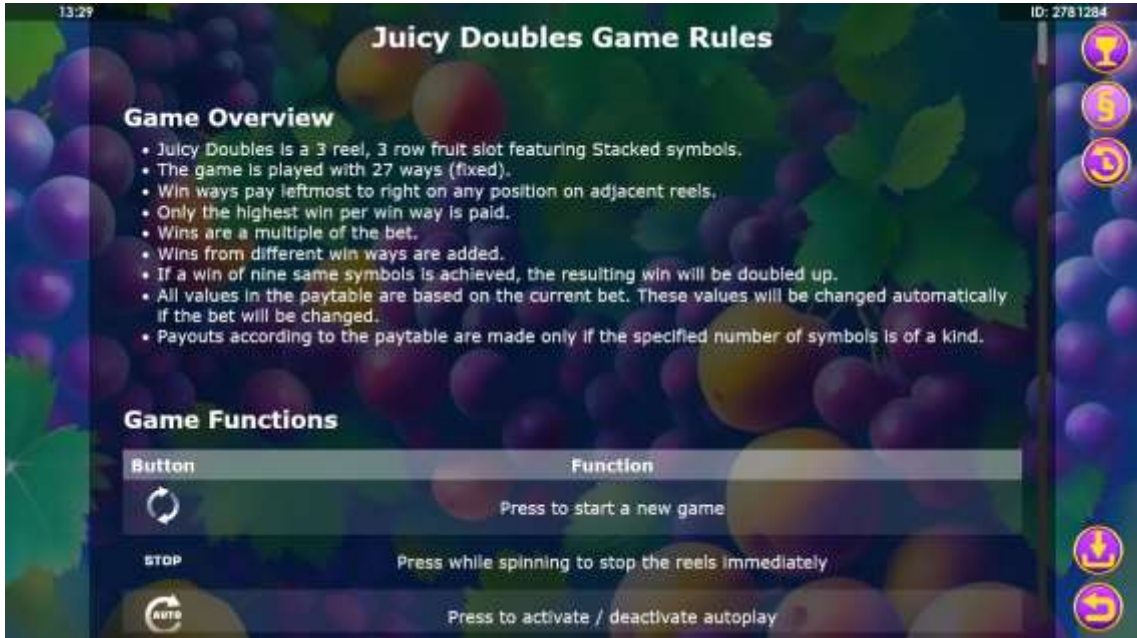 13:29
ID: 2781284
Juicy Doubles Game Rules
§
Game Overview
• Juicy Doubles is a 3 reel, 3 row fruit slot featuring Stacked symbols.
• The game is played with 27 ways (fixed).
• Win ways pay leftmost to right on any position on adjacent reels.
• Only the highest win per win way is paid.
• Wins are a multiple of the bet.
• Wins from different win ways are added.
• If a win of nine same symbols is achieved, the resulting win will be doubled up.
• All values in the paytable are based on the current bet. These values will be changed automatically
if the bet will be changed.
• Payouts according to the paytable are made only if the specified number of symbols is of a kind.
Game Functions
Button Function
Press to start a new game
STOP Press while spinning to stop the reels immediately
AUTO Press to activate / deactivate autoplay